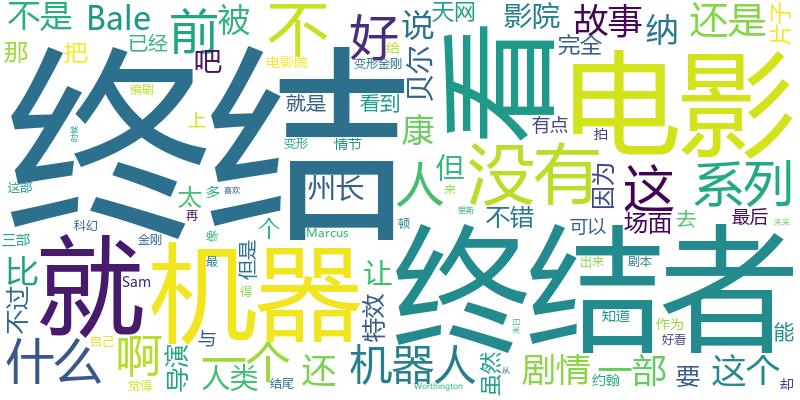 不是
Bale
前
被
不
好
说
天网
影院
故事
纳
还是
片子
那
把
已经
吧
电影院
给
变形金刚
贝尔
看
完全
电影
终结
编剧
上
就是
看到
康
有点
拍
变形
情节
没有
因为
这
系列
这部
太
多
喜欢
再
州长
人
但
来
里斯
不错
可以
场面
去
最后
未来
科幻
三部
金刚
像
个
Marcus
顿
终结者
比
就
机器
Sam
最
但是
让
出来
剧本
不过
得
特效
知道
来自
作为
好看
能
什么
自己
啊
觉得
导演
与
一个
人类
结尾
还
机器人
Worthington
虽然
从
剧情
约翰
一部
要
这个
却